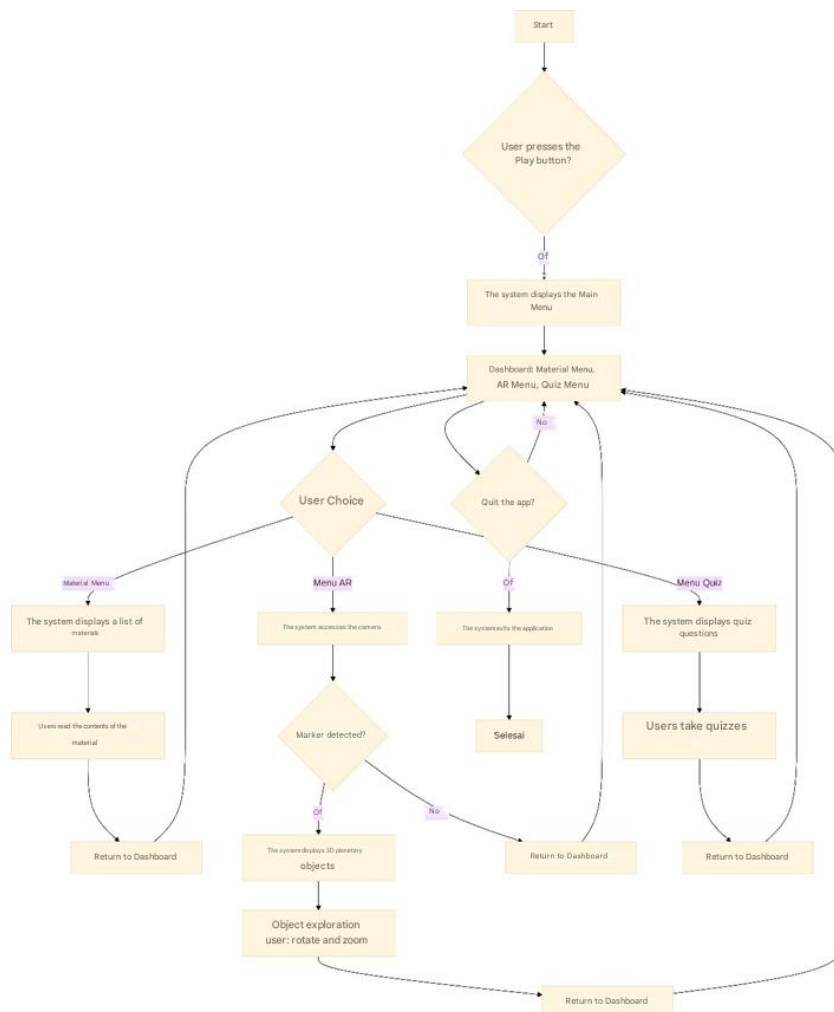 Start
User presses the
Play button?
Of
The system displays the Main
Menu
Dashboard: Material Menu,
AR Menu, Quiz Menu
No
User Choice
Quit the app?
Material Menu
Menu AR
Of
Menu Quiz
The system displays a list of
materials
The system accesses the camera
The system exits the application
The system displays quiz
questions
Users read the contents of the
material
Marker detected?
Selesai
Users take quizzes
Of
No
Return to Dashboard
The system displays 3D planetary
objects
Return to Dashboard
Return to Dashboard
Object exploration
user: rotate and zoom
Return to Dashboard